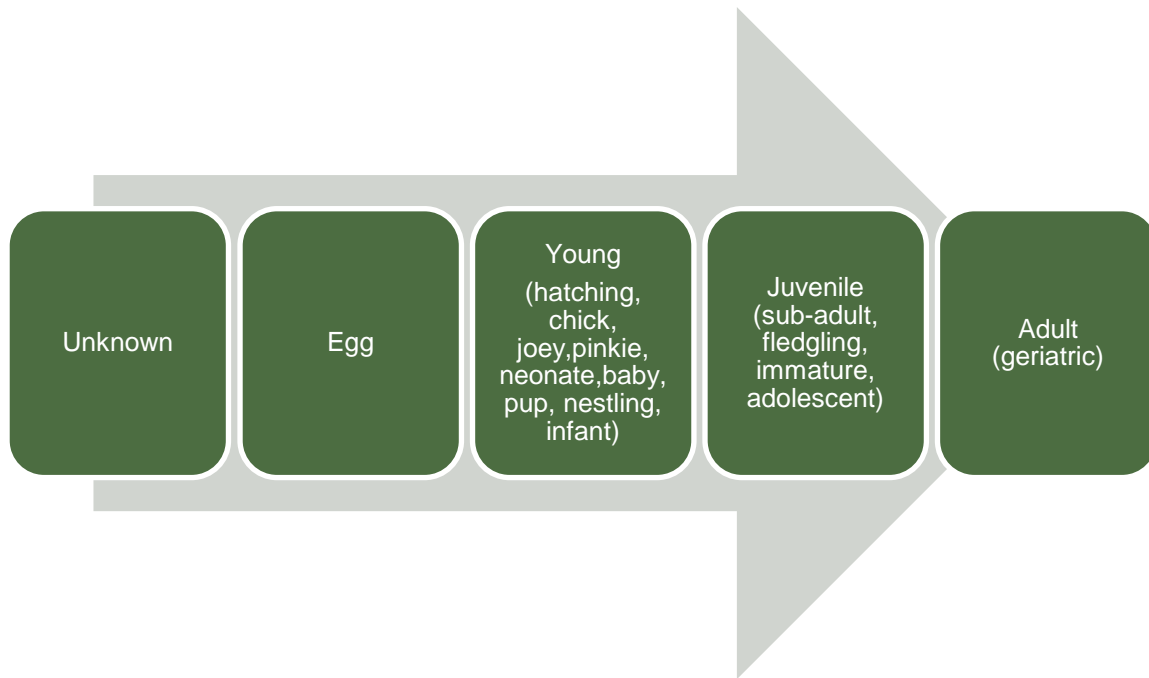 Unknown
Egg
Young
(hatching,
chick,
joey,pinkie,
neonate,baby,
pup, nestling,
infant)
Juvenile
(sub-adult,
fledgling,
immature,
adolescent)
Adult
(geriatric)